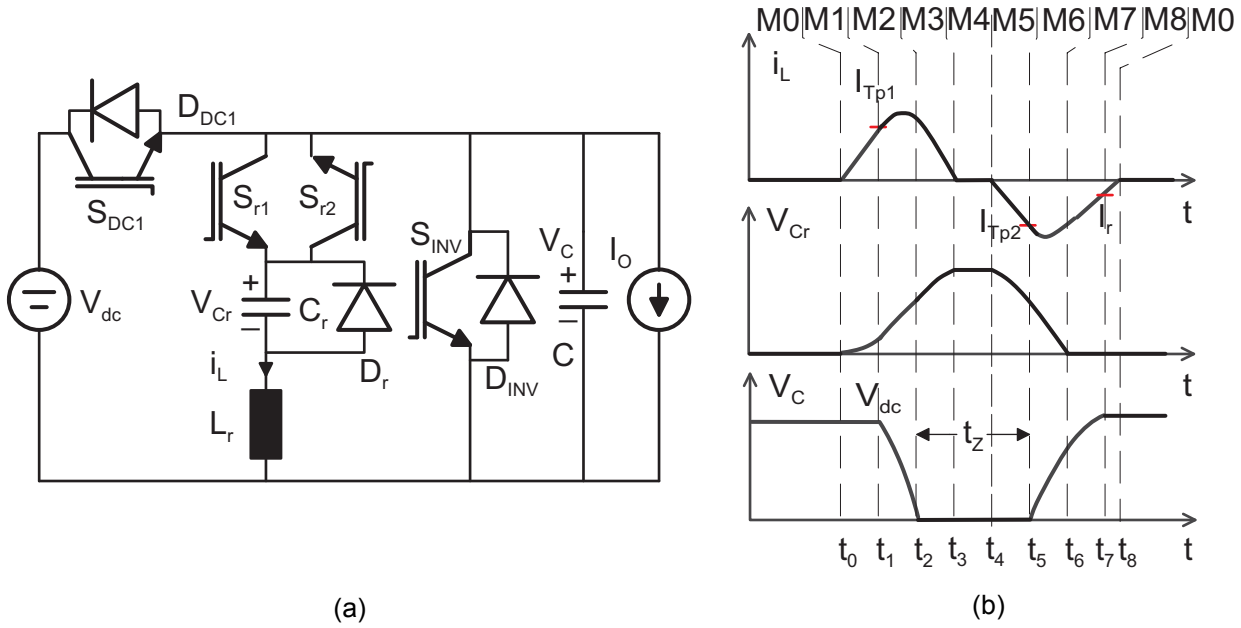 D_DC1
S_DC1
V_dc
S_r1
S_r2
V_Cr
+
–
C_r
D_r
i_L
L_r
S_INV
D_INV
V_C
+
–
C
I_O
(a)
M0 M1 M2 M3 M4 M5 M6 M7 M8 M0
i_L
I_Tp1
I_Tp2
I_r
t
V_Cr
t
V_C
V_dc
t_Z
t_0 t_1 t_2 t_3 t_4 t_5 t_6 t_7 t_8 t
(b)